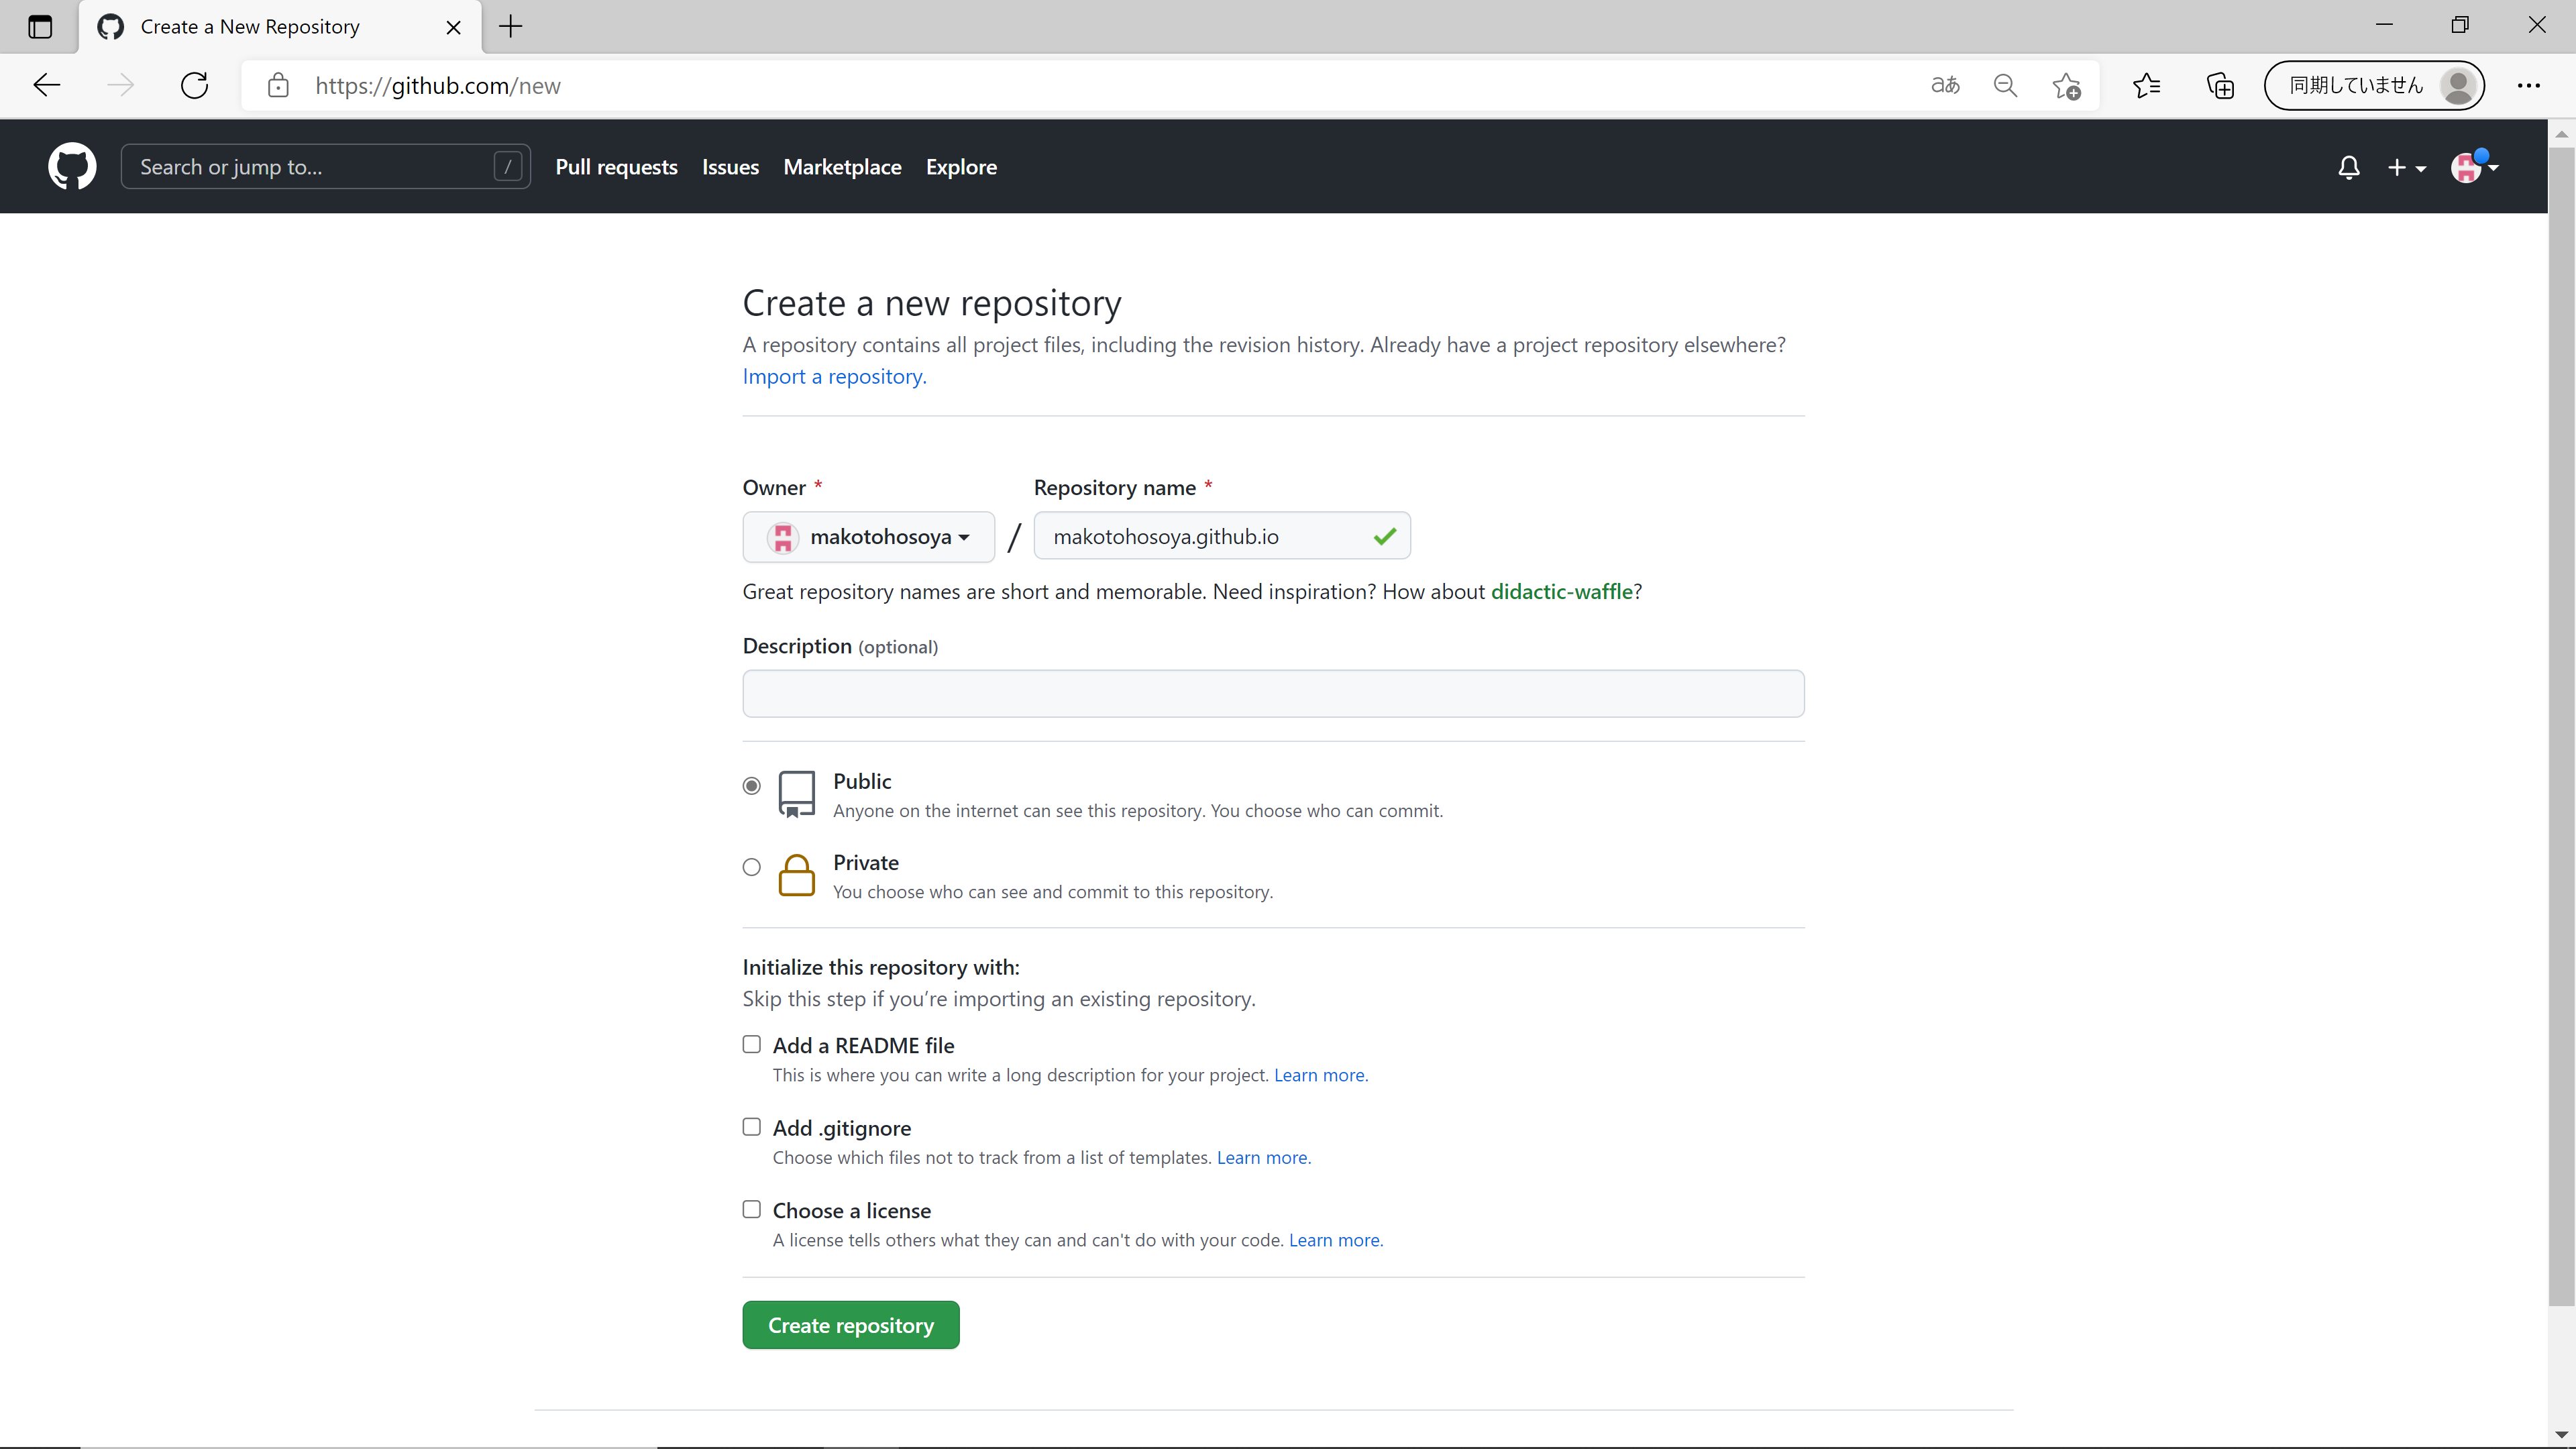 Create a New Repository
https://github.com/new
aあ
同期していません
Search or jump to...
/
Pull requests
Issues
Marketplace
Explore
Create a new repository
A repository contains all project files, including the revision history. Already have a project repository elsewhere?
Import a repository.
Owner *
Repository name *
makotohosoya
/
makotohosoya.github.io
Great repository names are short and memorable. Need inspiration? How about didactic-waffle?
Description (optional)
Public
Anyone on the internet can see this repository. You choose who can commit.
Private
You choose who can see and commit to this repository.
Initialize this repository with:
Skip this step if you’re importing an existing repository.
Add a README file
This is where you can write a long description for your project. Learn more.
Add .gitignore
Choose which files not to track from a list of templates. Learn more.
Choose a license
A license tells others what they can and can't do with your code. Learn more.
Create repository